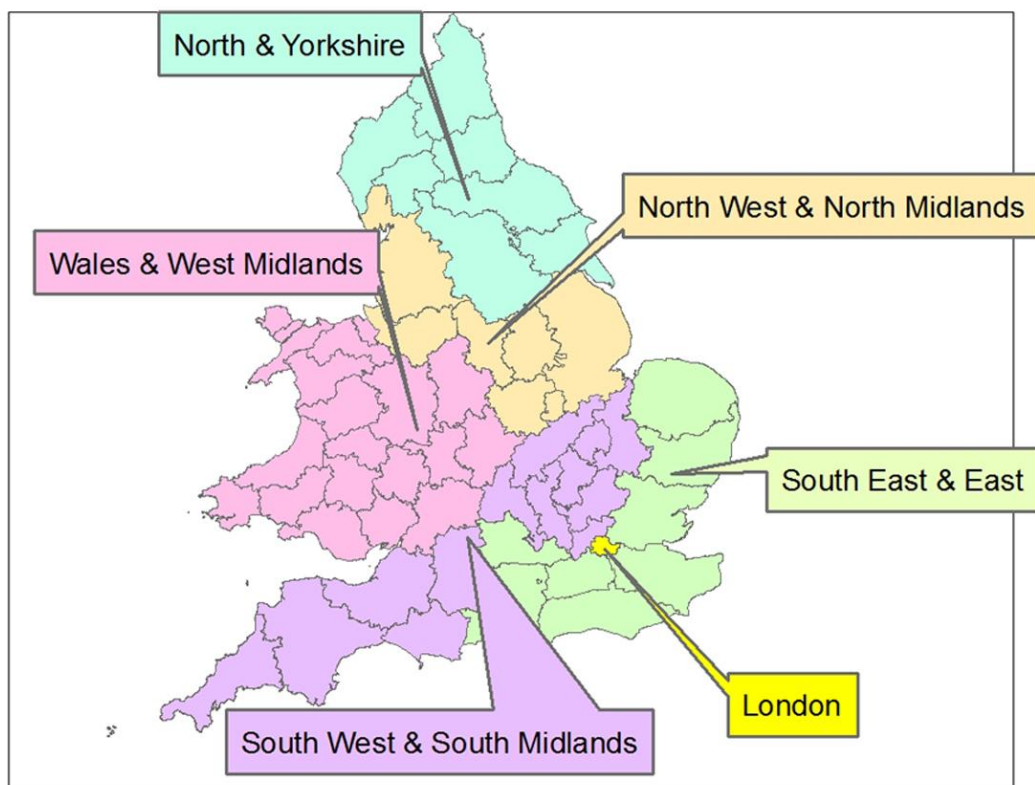 North & Yorkshire
North West & North Midlands
Wales & West Midlands
South East & East
London
South West & South Midlands